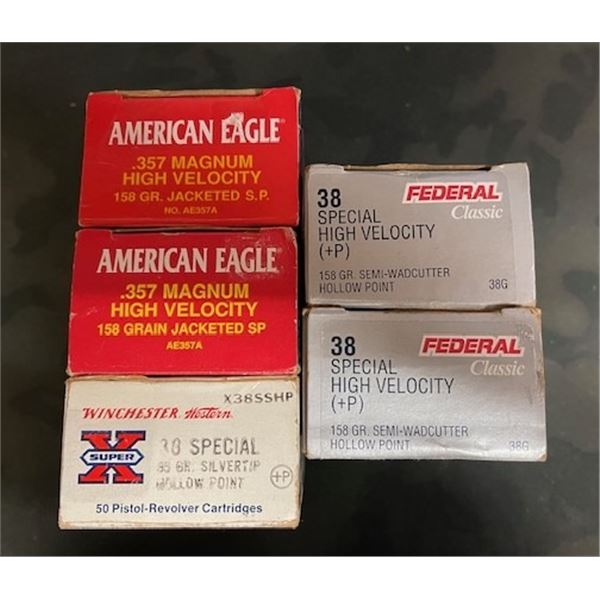 AMERICAN EAGLE®
.357 MAGNUM
HIGH VELOCITY
158 GR. JACKETED S.P.
NO. AE357A
AMERICAN EAGLE®
.357 MAGNUM
HIGH VELOCITY
158 GRAIN JACKETED SP
AE357A
X38SSHP
WINCHESTER Western
SUPER X
38 SPECIAL
95 GR. SILVERTIP
HOLLOW POINT
+P
50 Pistol-Revolver Cartridges
38
FEDERAL
Classic
SPECIAL
HIGH VELOCITY
(+P)
158 GR. SEMI-WADCUTTER
HOLLOW POINT
38G
38
FEDERAL
Classic
SPECIAL
HIGH VELOCITY
(+P)
158 GR. SEMI-WADCUTTER
HOLLOW POINT
38G